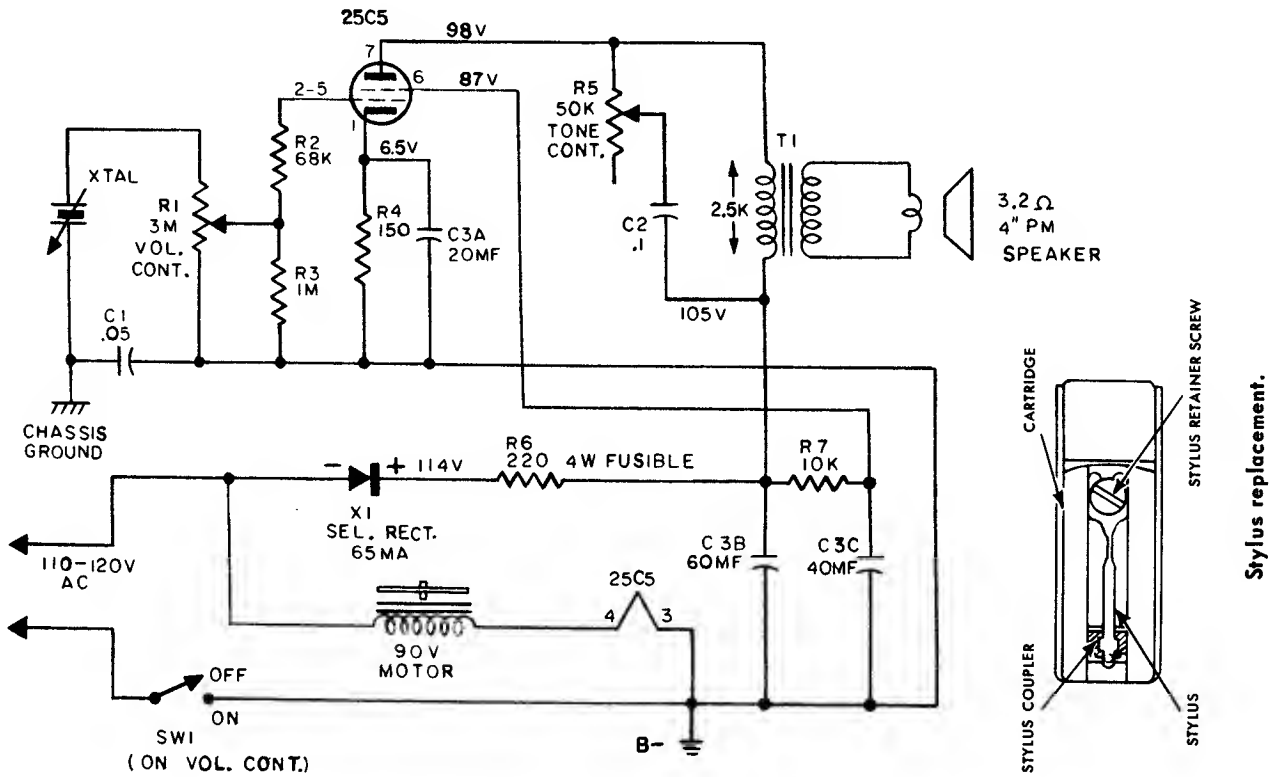 25C5
98V
7
6
87V
2-5
1
R2
68K
6.5V
R5
50K
TONE
CONT.
T1
XTAL
R1
3M
VOL.
CONT.
R4
150
C3A
20MF
R3
1M
C2
.1
2.5K
3.2 Ω
4" PM
SPEAKER
C1
.05
105V
CHASSIS
GROUND
- + 114V
R6
220 4W FUSIBLE
R7
10K
X1
SEL. RECT.
65MA
110-120V
AC
C3B
60MF
C3C
40MF
25C5
4 3
90V
MOTOR
OFF
ON
SW1
(ON VOL. CONT.)
B-
CARTRIDGE
STYLUS RETAINER SCREW
STYLUS COUPLER
STYLUS
Stylus replacement.